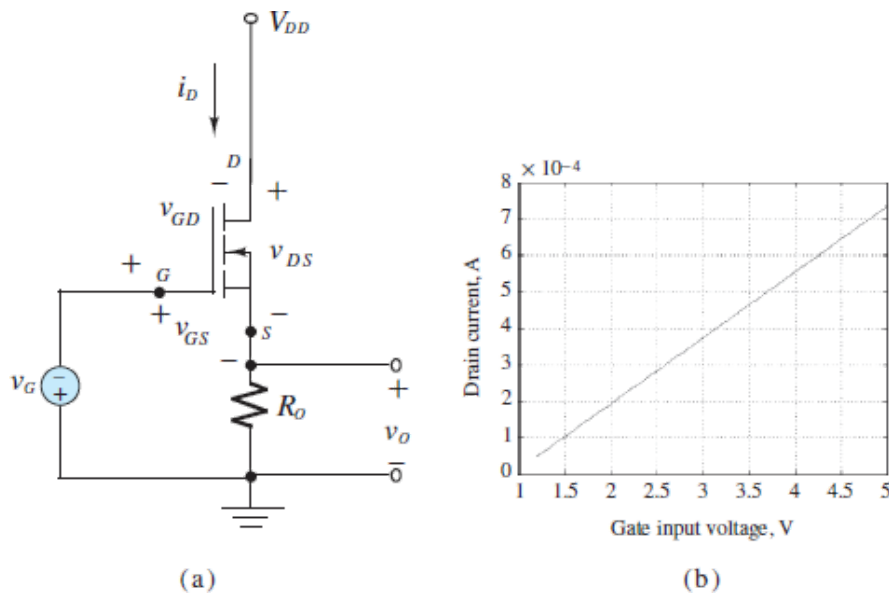 V_DD
i_D
D
− +
v_GD
v_DS
+ G
+ −
v_GS S
−
v_G − +
R_O
+
v_O
−
(a)
× 10–4
8
7
6
5
4
3
2
1
0
Drain current, A
1 1.5 2 2.5 3 3.5 4 4.5 5
Gate input voltage, V
(b)